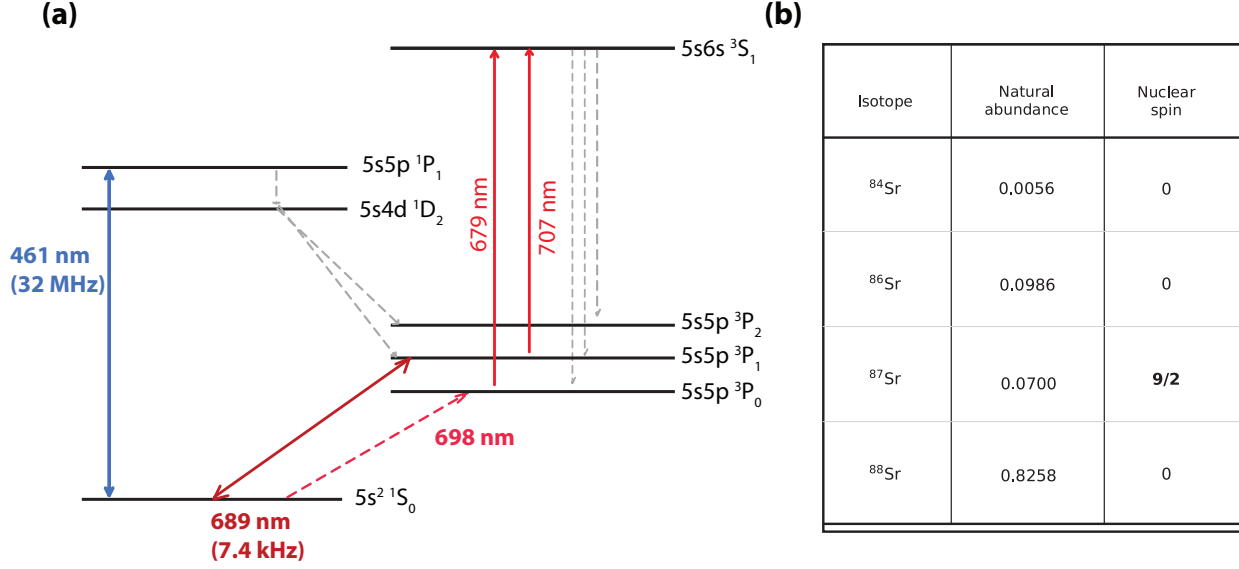 (a)
5s6s ³S₁
5s5p ¹P₁
5s4d ¹D₂
679 nm
707 nm
461 nm
(32 MHz)
5s5p ³P₂
5s5p ³P₁
5s5p ³P₀
698 nm
5s² ¹S₀
689 nm
(7.4 kHz)
(b)
Isotope Natural abundance Nuclear spin
⁸⁴Sr 0.0056 0
⁸⁶Sr 0.0986 0
⁸⁷Sr 0.0700 9/2
⁸⁸Sr 0.8258 0